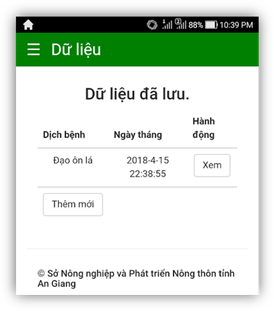 88% 10:39 PM
☰ Dữ liệu
Dữ liệu đã lưu.
Dịch bệnh Ngày tháng Hành động
Đạo ôn lá 2018-4-15 22:38:55 Xem
Thêm mới
© Sở Nông nghiệp và Phát triển Nông thôn tỉnh
An Giang